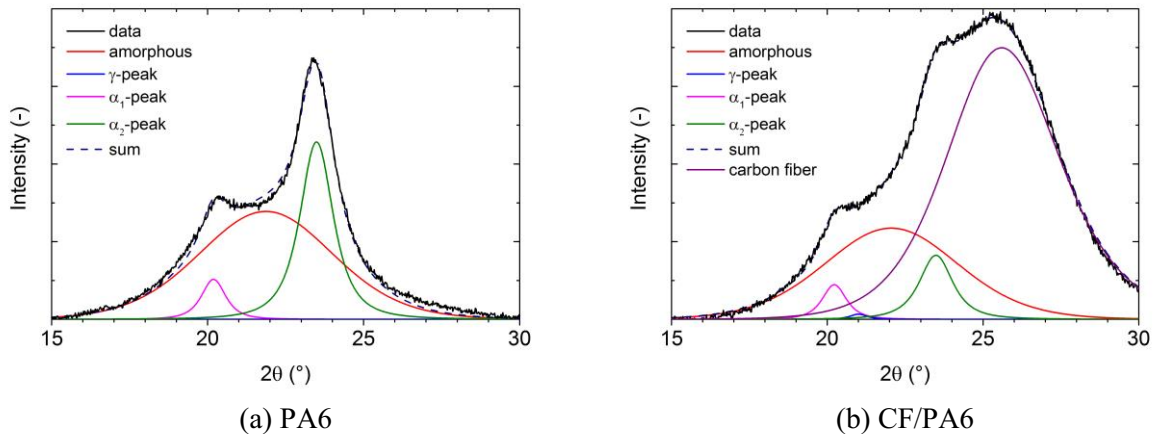 data
amorphous
γ-peak
α₁-peak
α₂-peak
sum
Intensity (-)
15 20 25 30
2θ (°)
(a) PA6
data
amorphous
γ-peak
α₁-peak
α₂-peak
sum
carbon fiber
Intensity (-)
15 20 25 30
2θ (°)
(b) CF/PA6